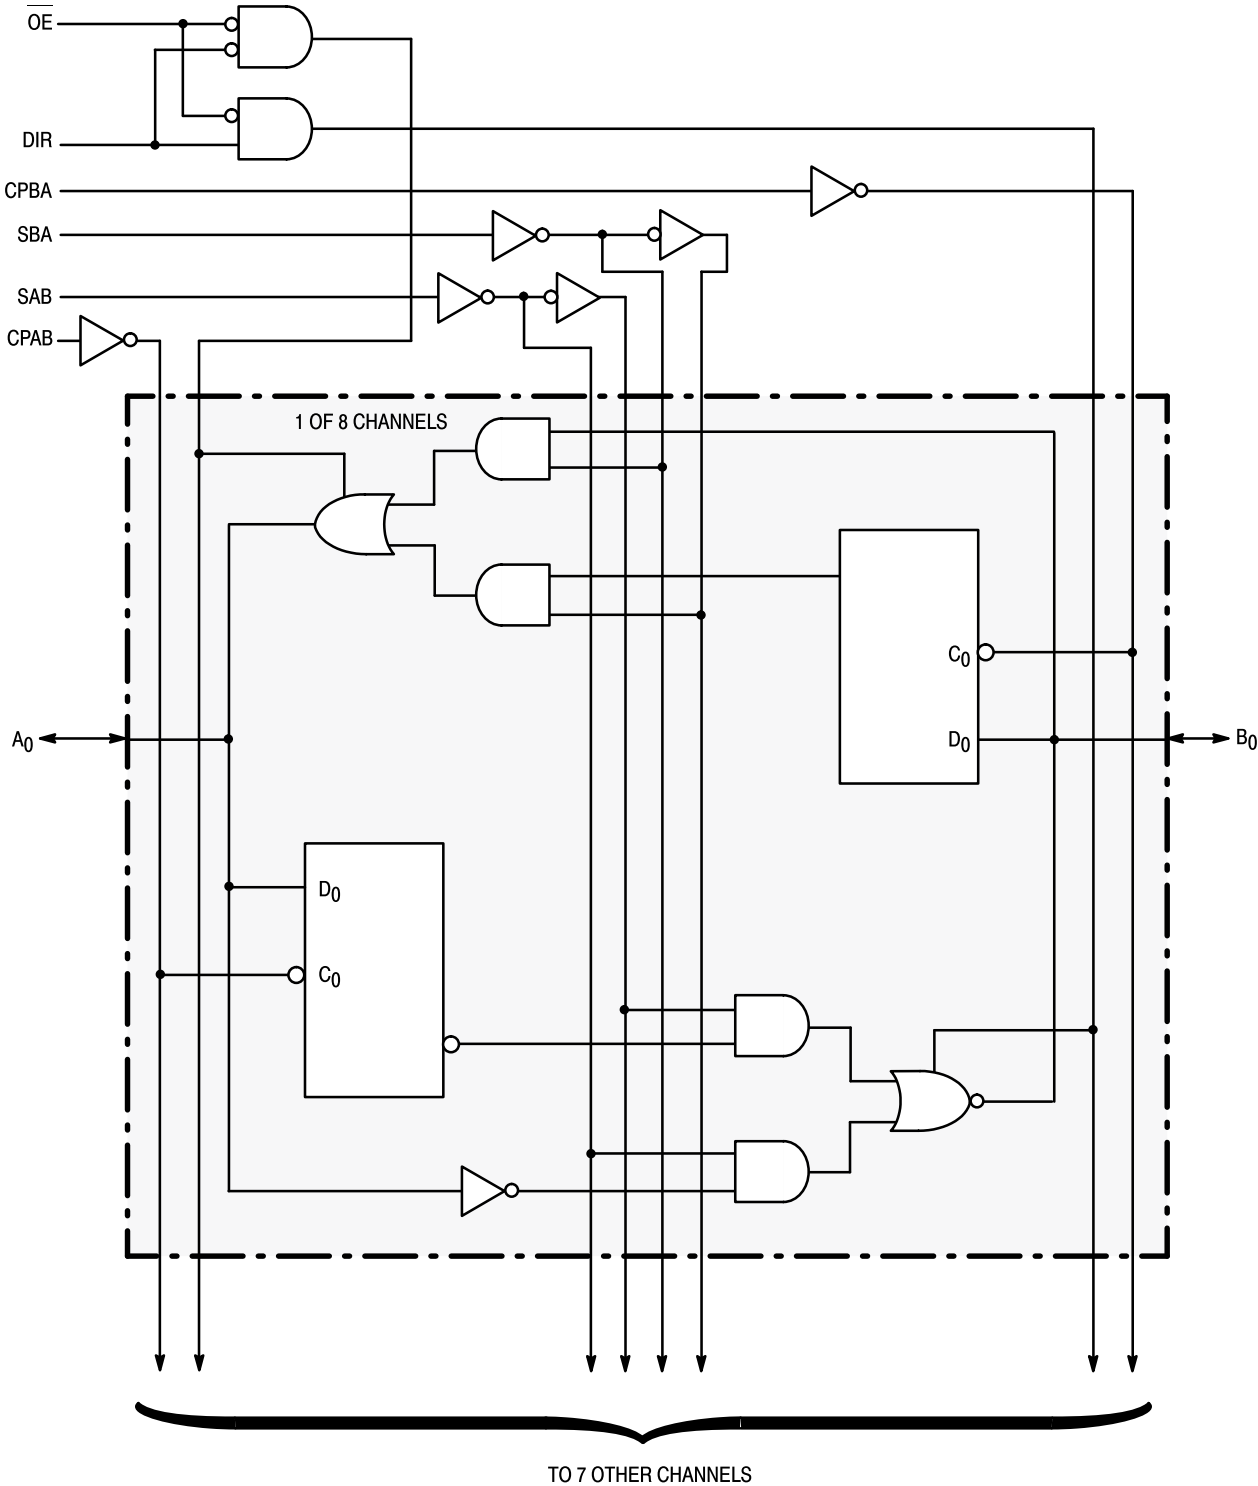 OE
DIR
CPBA
SBA
SAB
CPAB
1 OF 8 CHANNELS
C0
A0
D0
B0
D0
C0
TO 7 OTHER CHANNELS